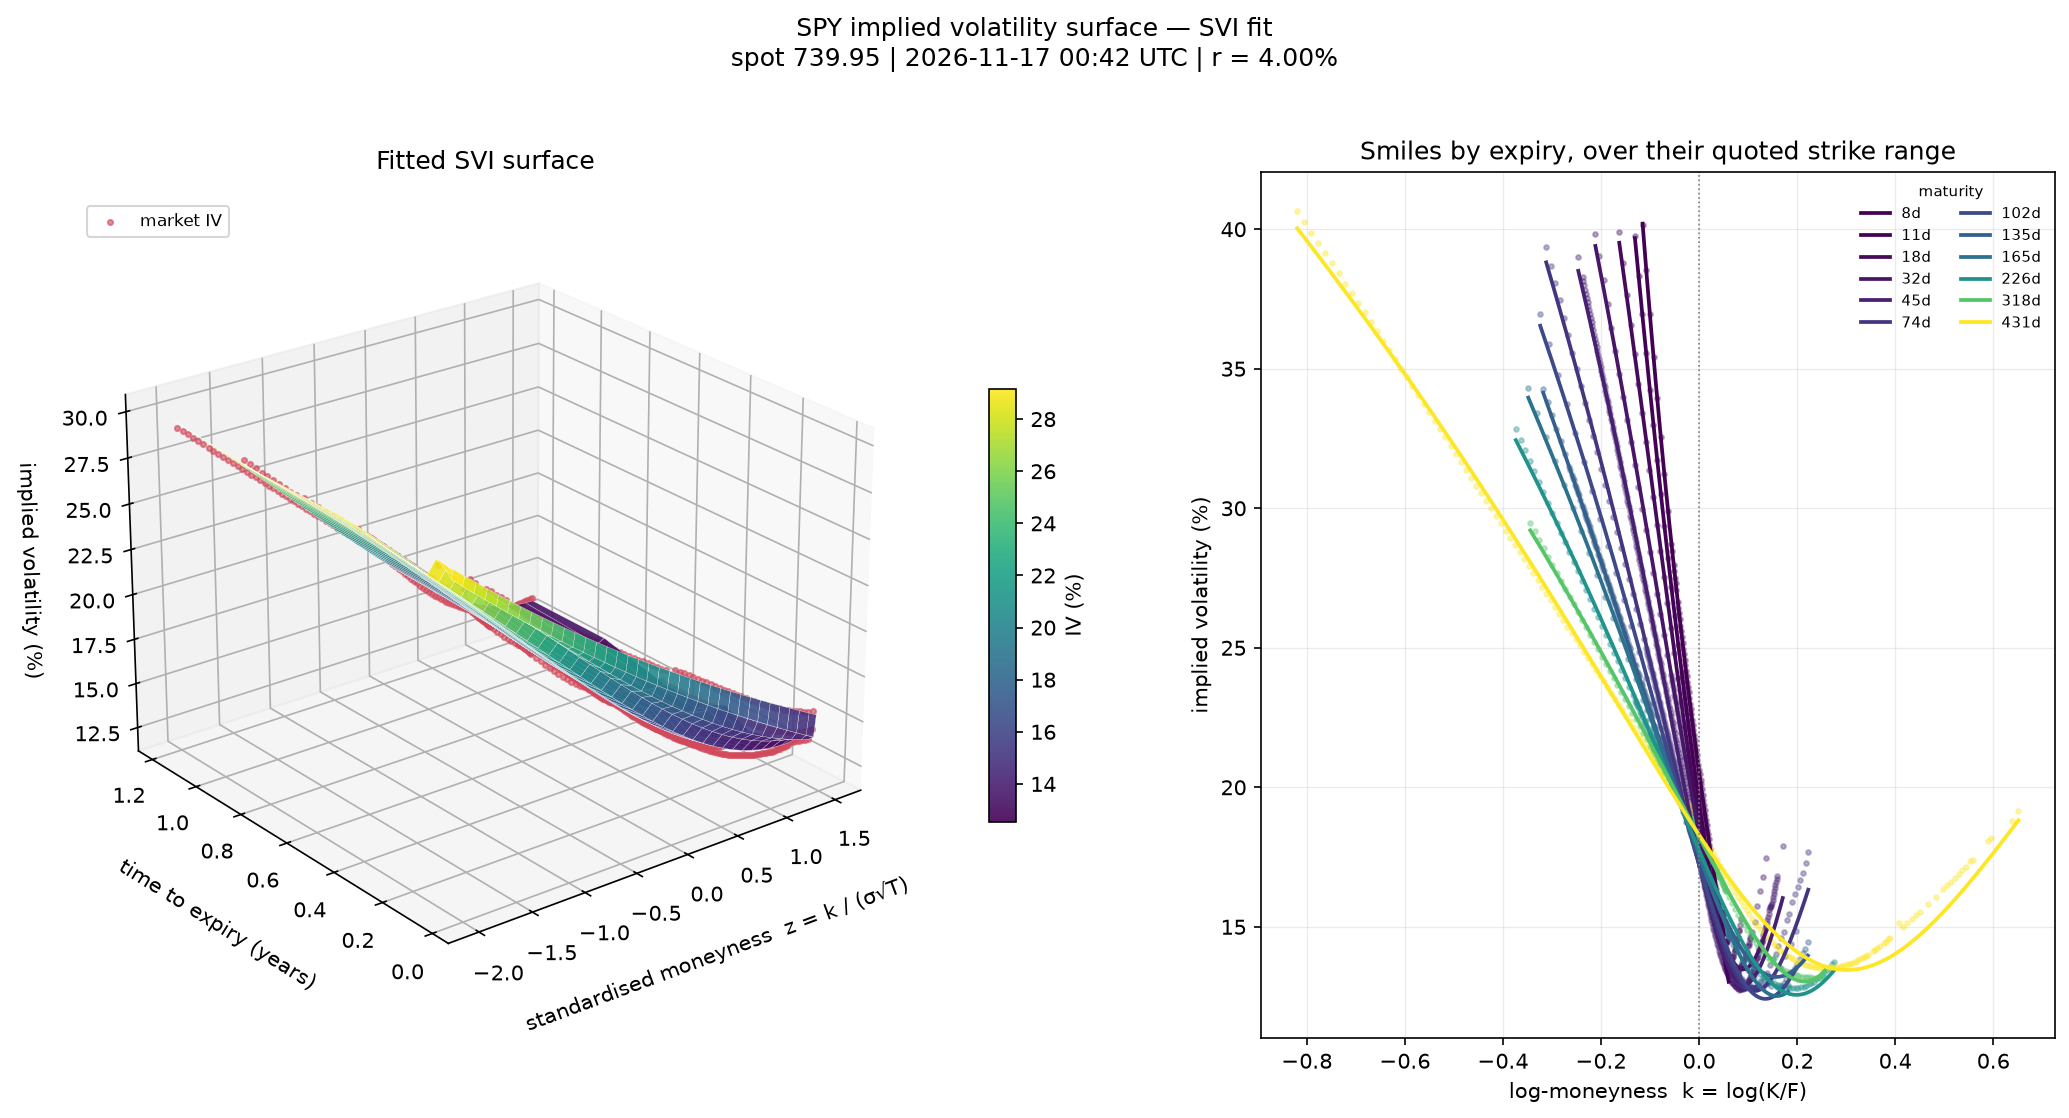 SPY implied volatility surface — SVI fit
spot 739.95 | 2026-11-17 00:42 UTC | r = 4.00%
Fitted SVI surface
market IV
30.0
27.5
25.0
22.5
20.0
17.5
15.0
12.5
implied volatility (%)
1.2
1.0
0.8
0.6
0.4
0.2
0.0
time to expiry (years)
−2.0
−1.5
−1.0
−0.5
0.0
0.5
1.0
1.5
standardised moneyness z = k / (σ√T)
28
26
24
22
20
18
16
14
IV (%)
Smiles by expiry, over their quoted strike range
maturity
8d 102d
11d 135d
18d 165d
32d 226d
45d 318d
74d 431d
40
35
30
25
20
15
implied volatility (%)
−0.8 −0.6 −0.4 −0.2 0.0 0.2 0.4 0.6
log-moneyness k = log(K/F)